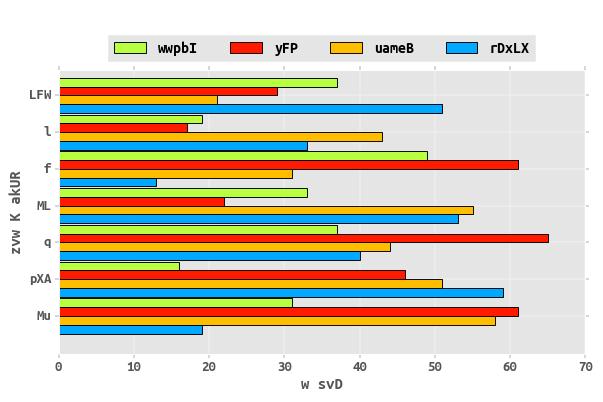 wwpbI yFP uameB rDxLX
LFW
l
f
ML
q
pXA
Mu
zvw K akUR
0 10 20 30 40 50 60 70
w svD